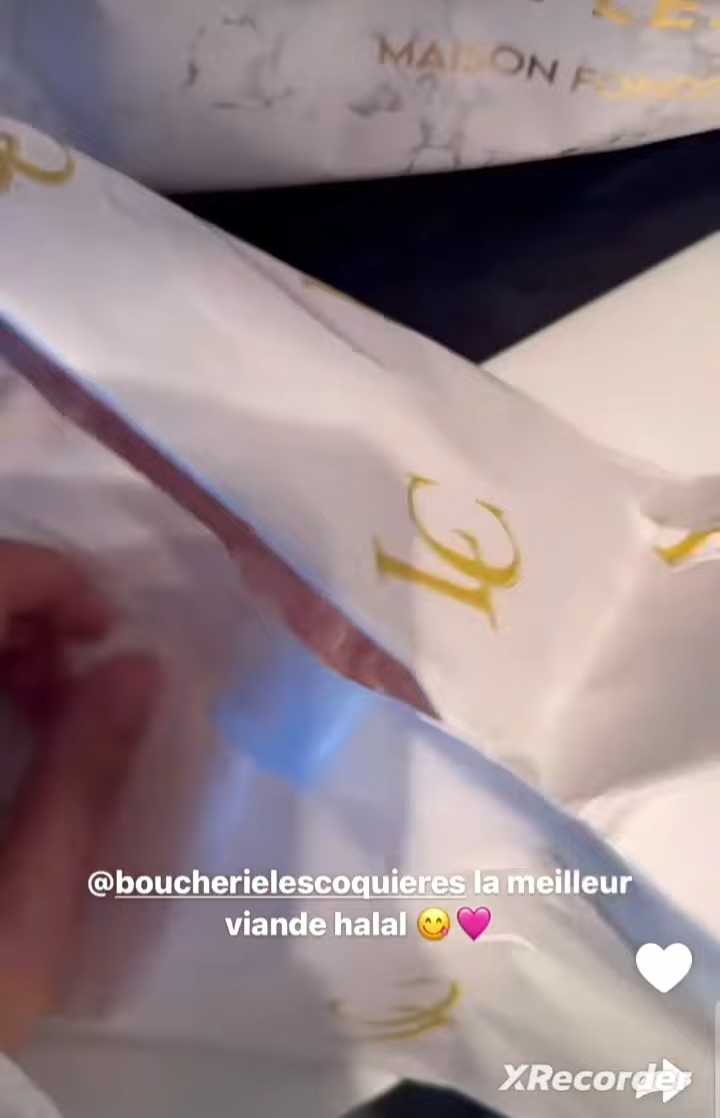 MAISON
@boucherielescoquieres la meilleur
viande halal 😋💗
XRecorder